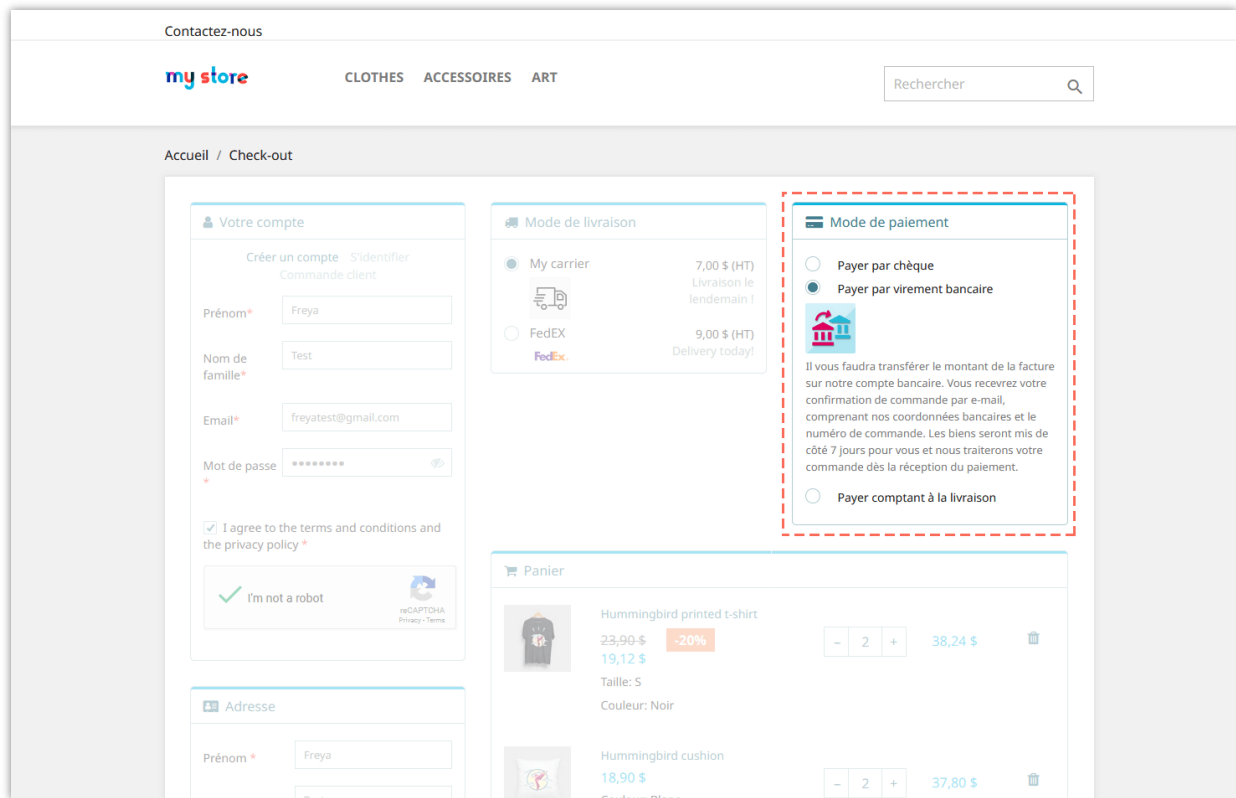 Contactez-nous
my store
CLOTHES ACCESSOIRES ART
Rechercher
Accueil / Check-out
Votre compte
Créer un compte S'identifier
Commande client
Prénom* Freya
Nom de
famille*
Test
Email* freyatest@gmail.com
Mot de passe
*
••••••••
I agree to the terms and conditions and
the privacy policy *
I'm not a robot
reCAPTCHA
Privacy - Terms
Adresse
Prénom * Freya
Mode de livraison
My carrier 7,00 $ (HT)
Livraison le
lendemain !
FedEX 9,00 $ (HT)
FedEx. Delivery today!
Mode de paiement
Payer par chèque
Payer par virement bancaire
Il vous faudra transférer le montant de la facture
sur notre compte bancaire. Vous recevrez votre
confirmation de commande par e-mail,
comprenant nos coordonnées bancaires et le
numéro de commande. Les biens seront mis de
côté 7 jours pour vous et nous traiterons votre
commande dès la réception du paiement.
Payer comptant à la livraison
Panier
Hummingbird printed t-shirt
23,90 $ -20%
19,12 $
Taille: S
Couleur: Noir
– 2 + 38,24 $
Hummingbird cushion
18,90 $
– 2 + 37,80 $